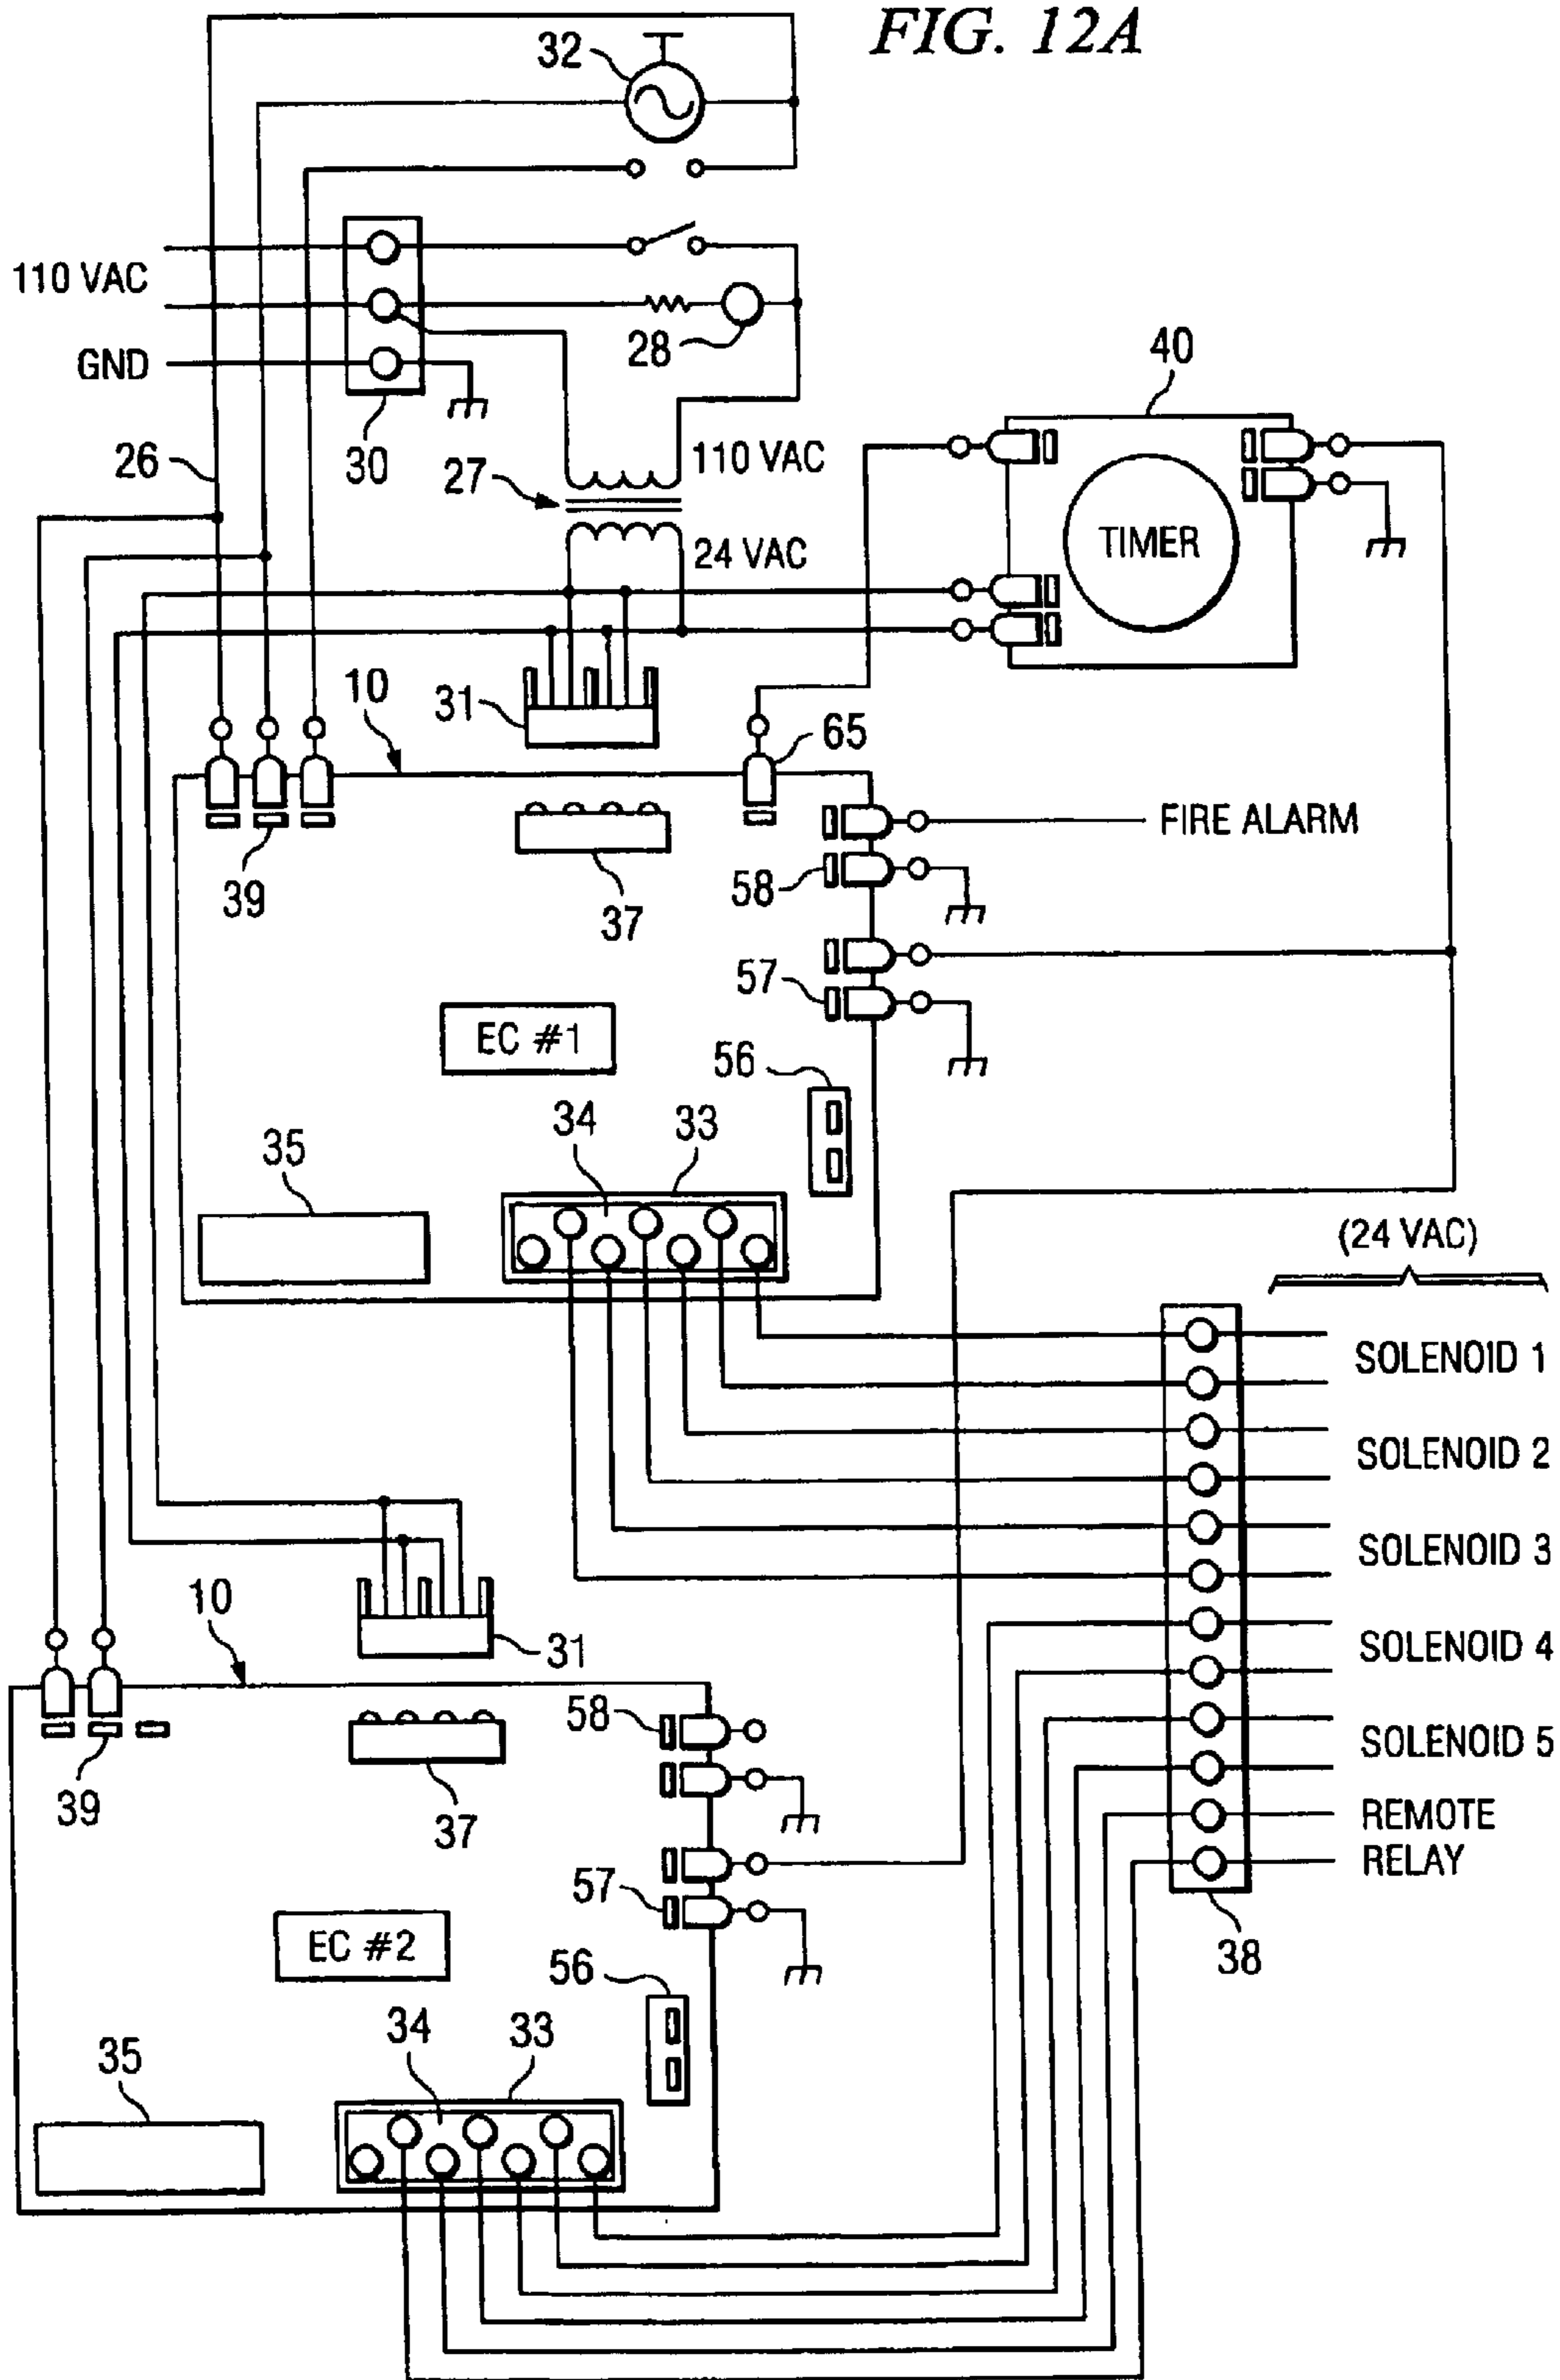 FIG. 12A
32
110 VAC
28
GND
40
26
30
110 VAC
27
24 VAC
TIMER
10
31
65
FIRE ALARM
39
37
58
57
EC #1
56
34
33
35
(24 VAC)
SOLENOID 1
SOLENOID 2
SOLENOID 3
10
31
SOLENOID 4
58
SOLENOID 5
39
37
REMOTE
RELAY
57
EC #2
38
56
34
33
35